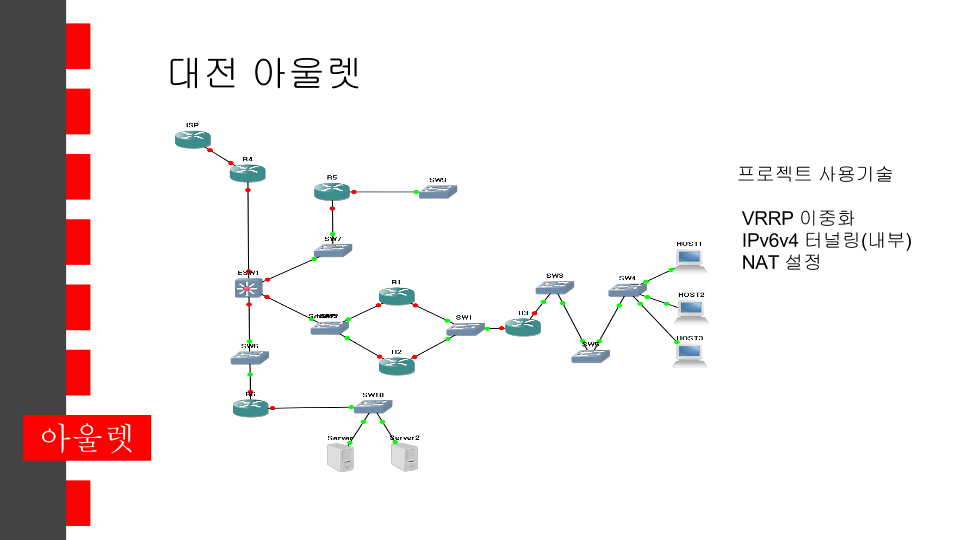 대전 아울렛
ISP
R4
R5
SW9
프로젝트 사용기술
VRRP 이중화
IPv6v4 터널링(내부)
NAT 설정
SW7
HOST1
ESW1
R1
SW3
SW4
HOST2
SW1
R3
R2
SW5
HOST3
SW6
R6
SW10
아울렛
Server
Server2